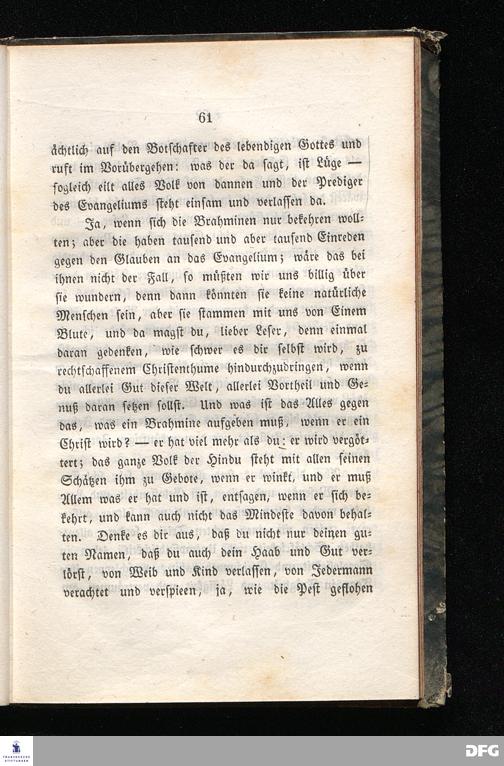 61
ächtlich auf den Botschafter des lebendigen Gottes und
ruft im Vorübergehen: was der da sagt, ist Lüge —
sogleich eilt alles Volk von dannen und der Prediger
des Evangeliums steht einsam und verlassen da.
Ja, wenn sich die Brahminen nur bekehren woll-
ten; aber die haben tausend und aber tausend Einreden
gegen den Glauben an das Evangelium; wäre das bei
ihnen nicht der Fall, so müßten wir uns billig über
sie wundern, denn dann könnten sie keine natürliche
Menschen sein, aber sie stammen mit uns von Einem
Blute, und da magst du, lieber Leser, denn einmal
daran gedenken, wie schwer es dir selbst wird, zu
rechtschaffenem Christenthume hindurchzudringen, wenn
du allerlei Gut dieser Welt, allerlei Vortheil und Ge-
nuß daran setzen sollst. Und was ist das Alles gegen
das, was ein Brahmine aufgeben muß, wenn er ein
Christ wird? — er hat viel mehr als du: er wird vergöt-
tert; das ganze Volk der Hindu steht mit allen seinen
Schätzen ihm zu Gebote, wenn er winkt, und er muß
Allem was er hat und ist, entsagen, wenn er sich be-
kehrt, und kann auch nicht das Mindeste davon behal-
ten. Denke es dir aus, daß du nicht nur deinen gu-
ten Namen, daß du auch dein Haab und Gut ver-
lörst, von Weib und Kind verlassen, von Jedermann
verachtet und verspieen, ja, wie die Pest geflohen
FRANCKESCHE
STIFTUNGEN
DFG